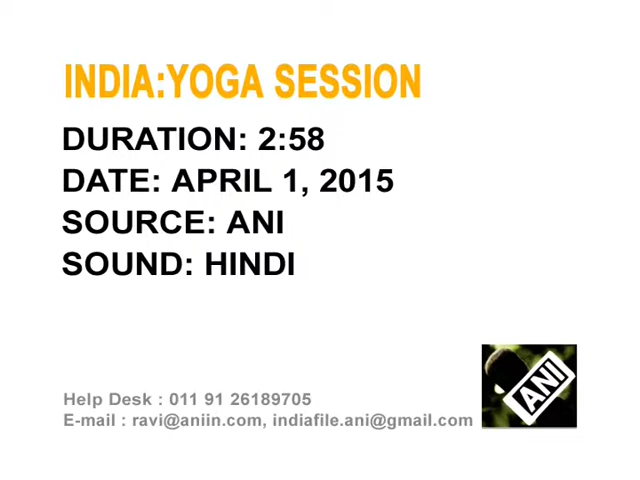 INDIA:YOGA SESSION
DURATION: 2:58
DATE: APRIL 1, 2015
SOURCE: ANI
SOUND: HINDI
Help Desk : 011 91 26189705
E-mail : ravi@aniin.com, indiafile.ani@gmail.com
ANI